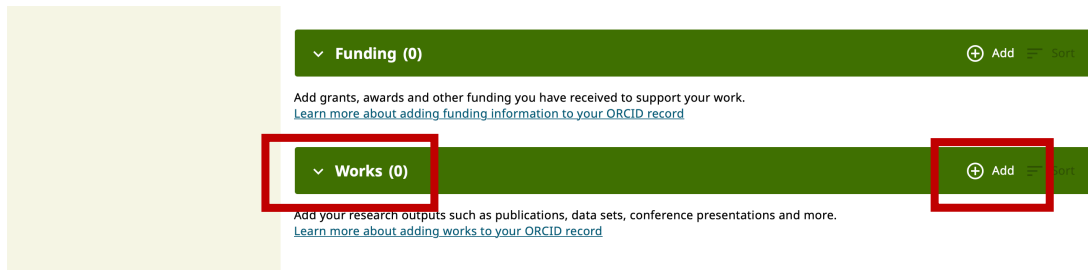 Funding (0) Add Sort
Add grants, awards and other funding you have received to support your work.
Learn more about adding funding information to your ORCID record
Works (0) Add Sort
Add your research outputs such as publications, data sets, conference presentations and more.
Learn more about adding works to your ORCID record